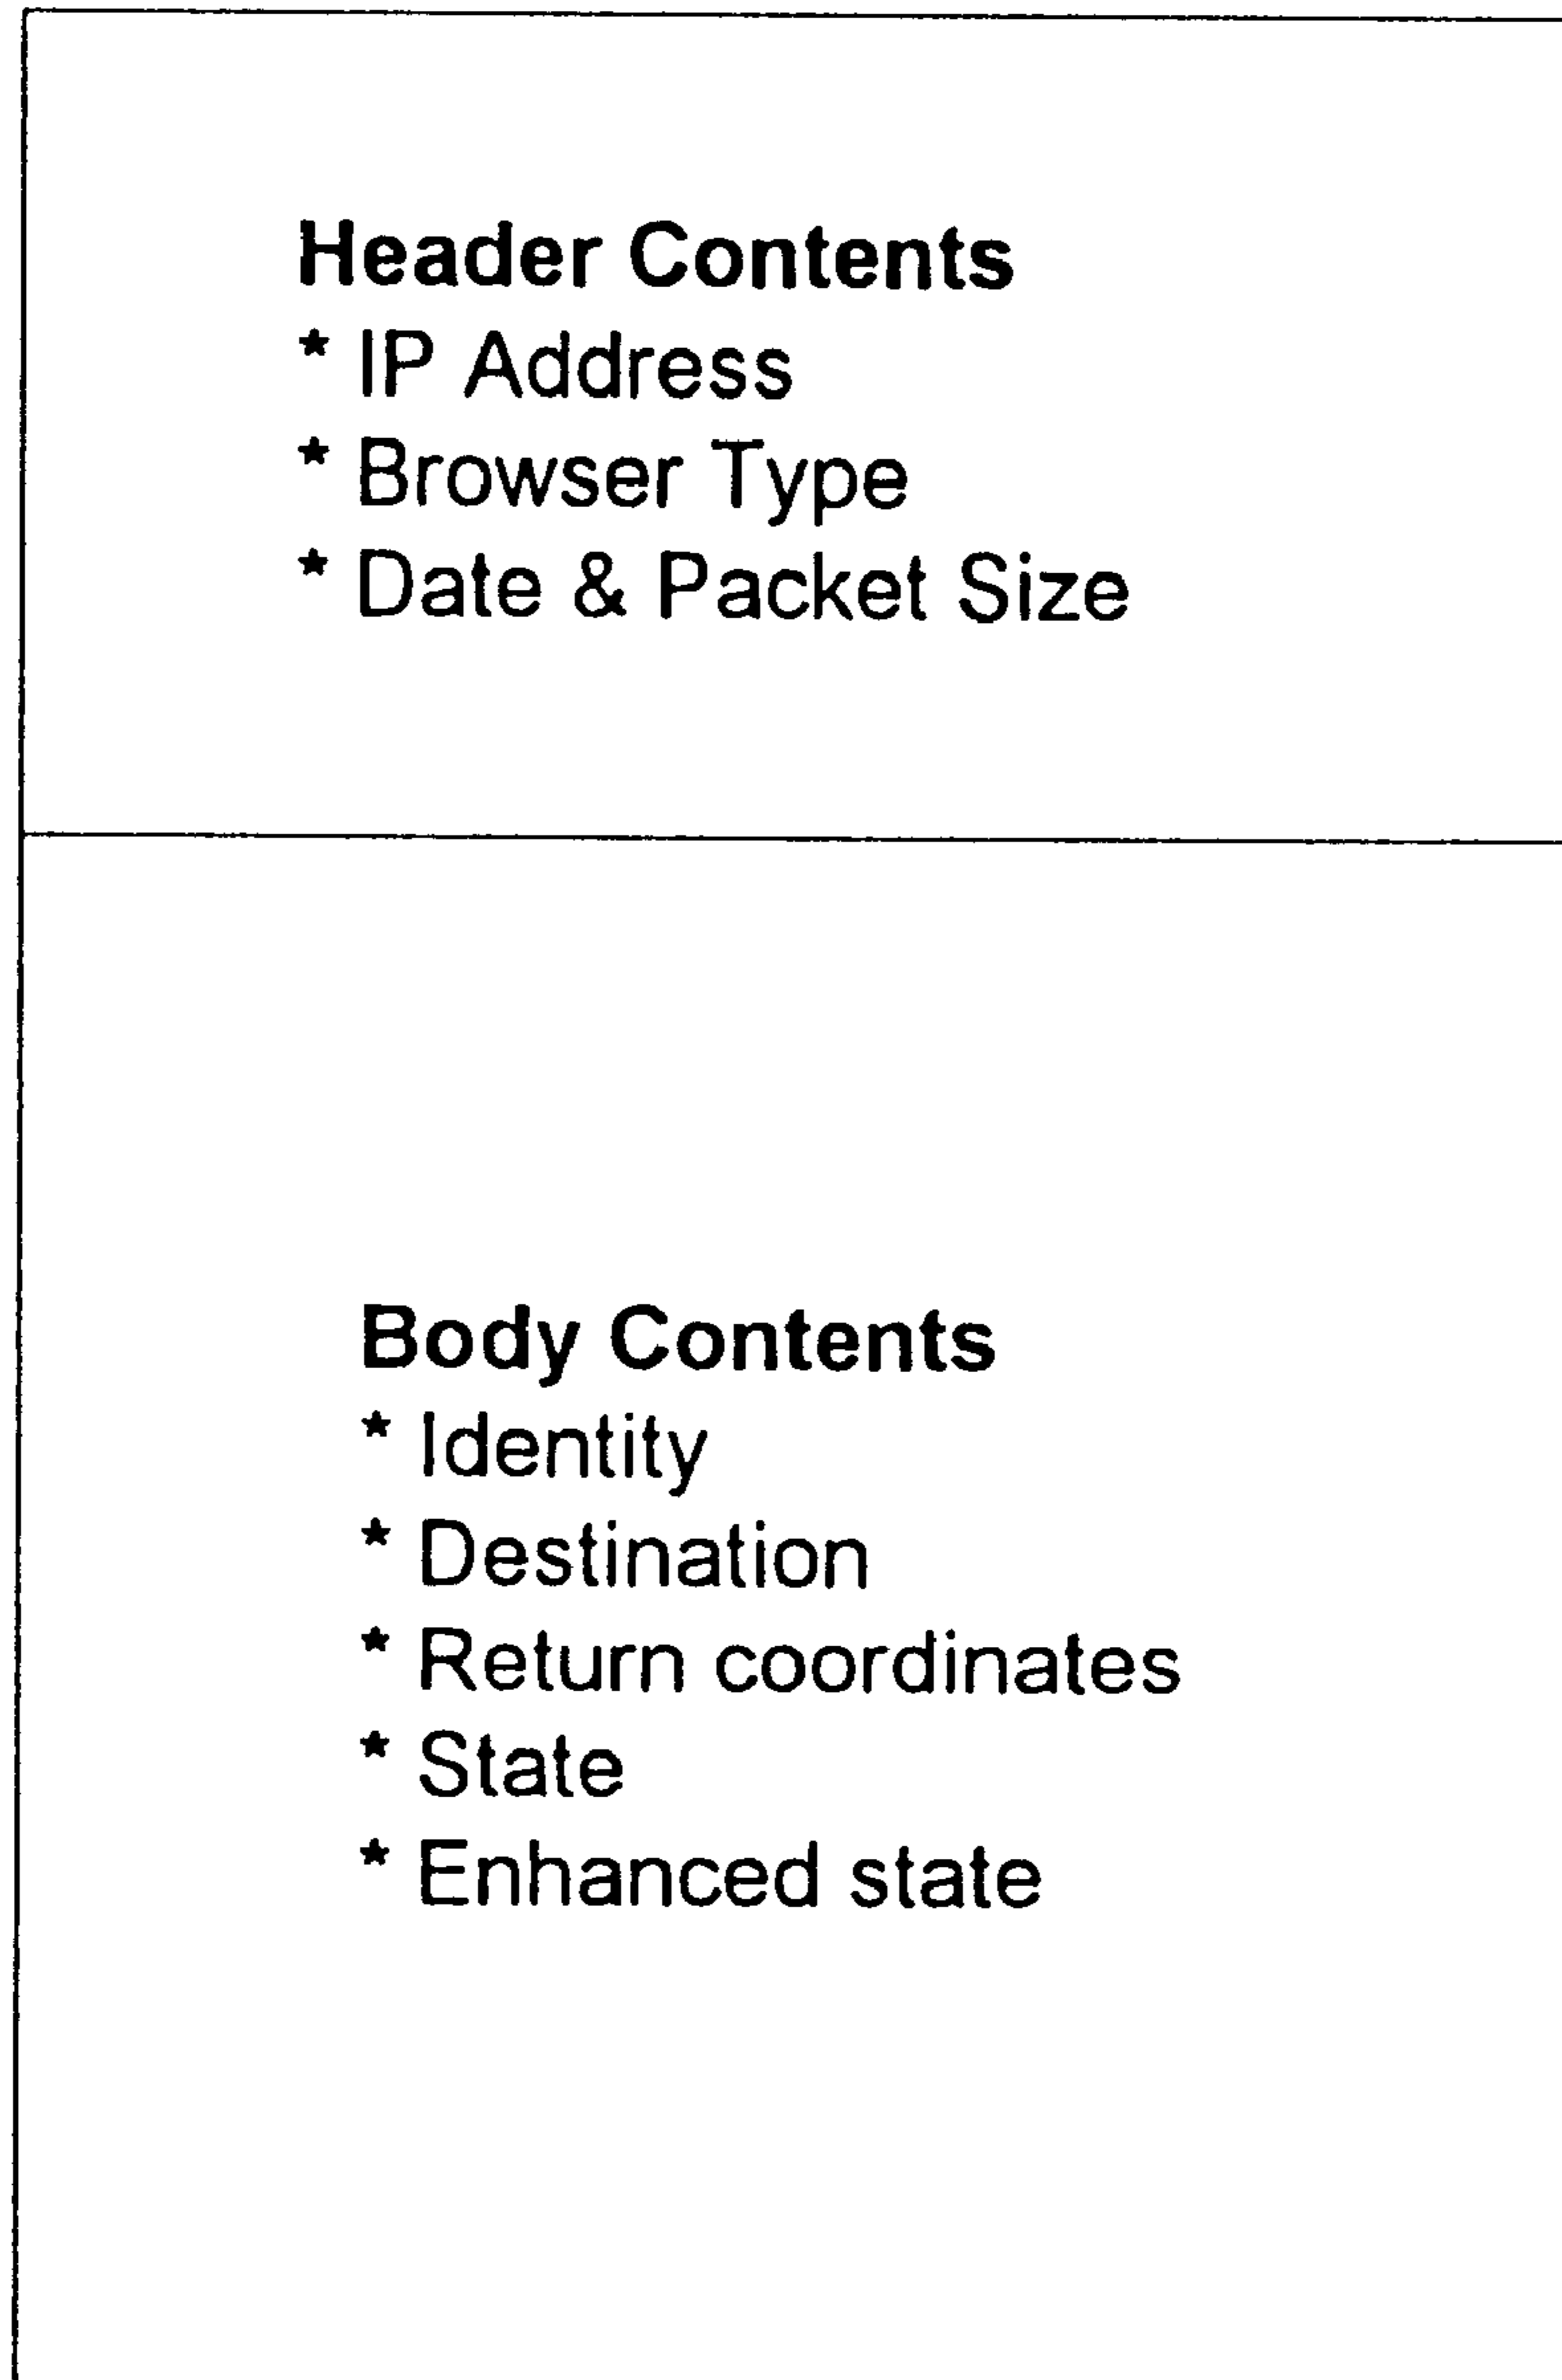 Header Contents
* IP Address
* Browser Type
* Date & Packet Size
Body Contents
* Identity
* Destination
* Return coordinates
* State
* Enhanced state